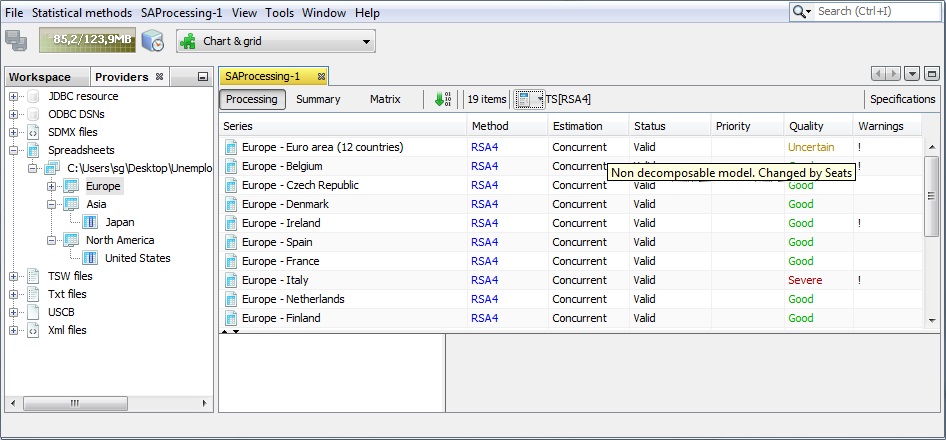 File Statistical methods SAProcessing-1 View Tools Window Help
Search (Ctrl+I)
85,2/123,9MB
Chart & grid
Workspace Providers
JDBC resource
ODBC DSNs
SDMX files
Spreadsheets
C:\Users\sg\Desktop\Unemplo
Europe
Asia
Japan
North America
United States
TSW files
Txt files
USCB
Xml files
SAProcessing-1
Processing Summary Matrix 19 items TS[RSA4] Specifications
Series Method Estimation Status Priority Quality Warnings
Europe - Euro area (12 countries) RSA4 Concurrent Valid Uncertain !
Europe - Belgium RSA4 Concurrent Valid !
Non decomposable model. Changed by Seats
Europe - Czech Republic RSA4 Concurrent Valid Good
Europe - Denmark RSA4 Concurrent Valid Good
Europe - Ireland RSA4 Concurrent Valid Good !
Europe - Spain RSA4 Concurrent Valid Good
Europe - France RSA4 Concurrent Valid Good
Europe - Italy RSA4 Concurrent Valid Severe !
Europe - Netherlands RSA4 Concurrent Valid Good
Europe - Finland RSA4 Concurrent Valid Good